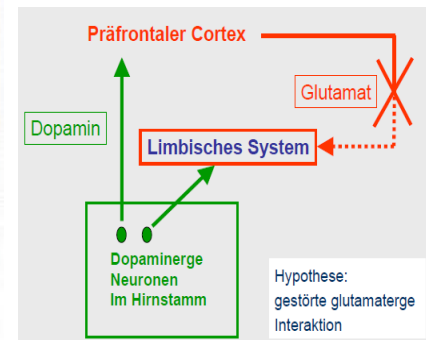 Präfrontaler Cortex
Glutamat
Dopamin
Limbisches System
Dopaminerge
Neuronen
Im Hirnstamm
Hypothese:
gestörte glutamaterge
Interaktion